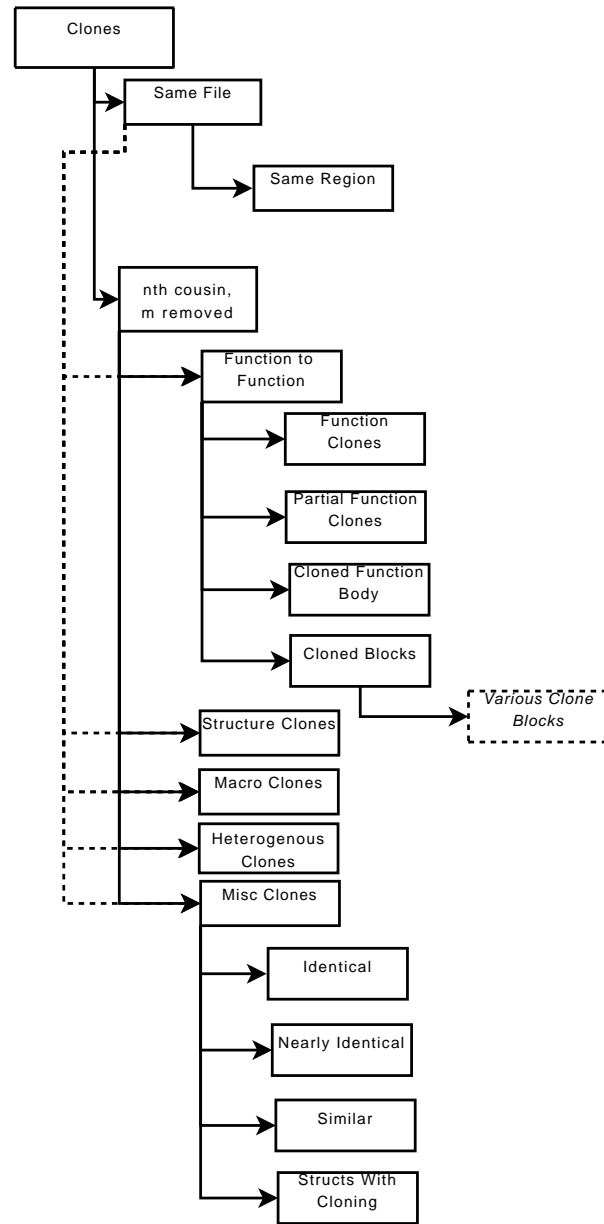 Clones
Same File
Same Region
nth cousin,
m removed
Function to
Function
Function
Clones
Partial Function
Clones
Cloned Function
Body
Cloned Blocks
Various Clone
Blocks
Structure Clones
Macro Clones
Heterogenous
Clones
Misc Clones
Identical
Nearly Identical
Similar
Structs With
Cloning